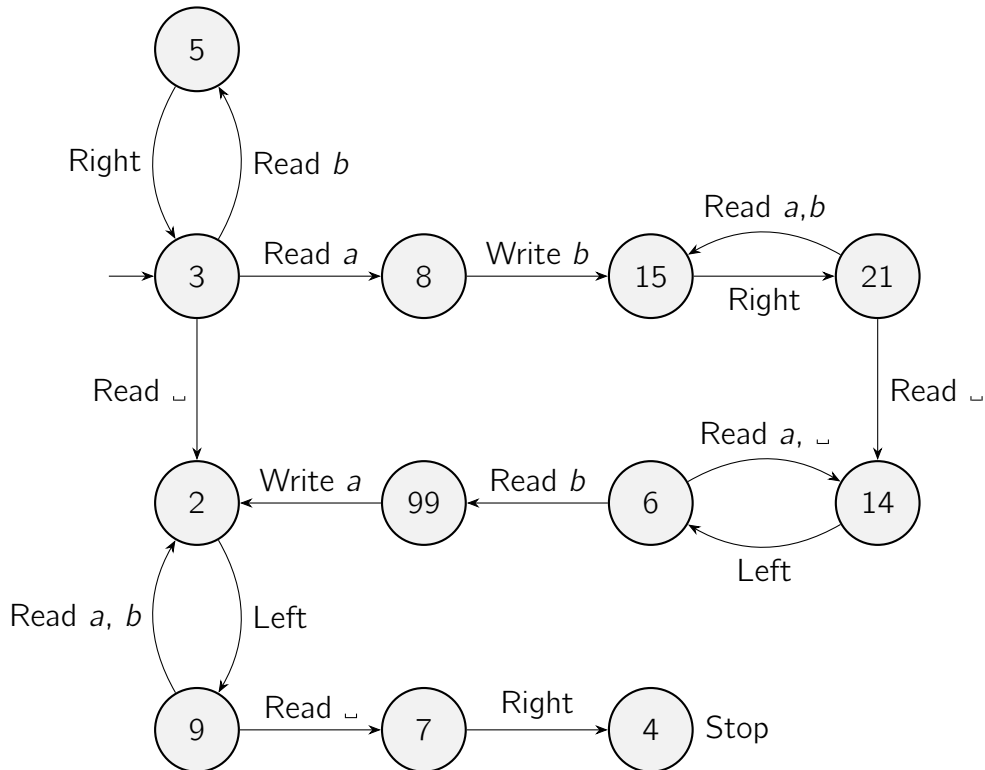 5
Right
Read b
Read a,b
3
Read a
8
Write b
15
Right
21
Read ␣
Read ␣
Read a, ␣
2
Write a
99
Read b
6
14
Left
Read a, b
Left
9
Read ␣
7
Right
4
Stop